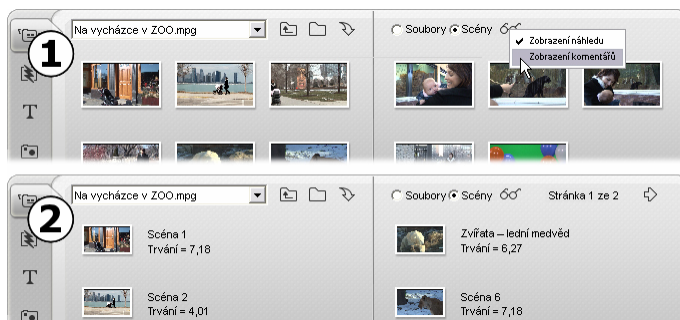 1
Na vycházce v ZOO.mpg
Soubory Scény
Zobrazení náhledu
Zobrazení komentářů
T
2
Na vycházce v ZOO.mpg
Soubory Scény
Stránka 1 ze 2
Scéna 1
Trvání = 7,18
Zvířata – lední medvěd
Trvání = 6,27
T
Scéna 2
Trvání = 4,01
Scéna 6
Trvání = 7,18